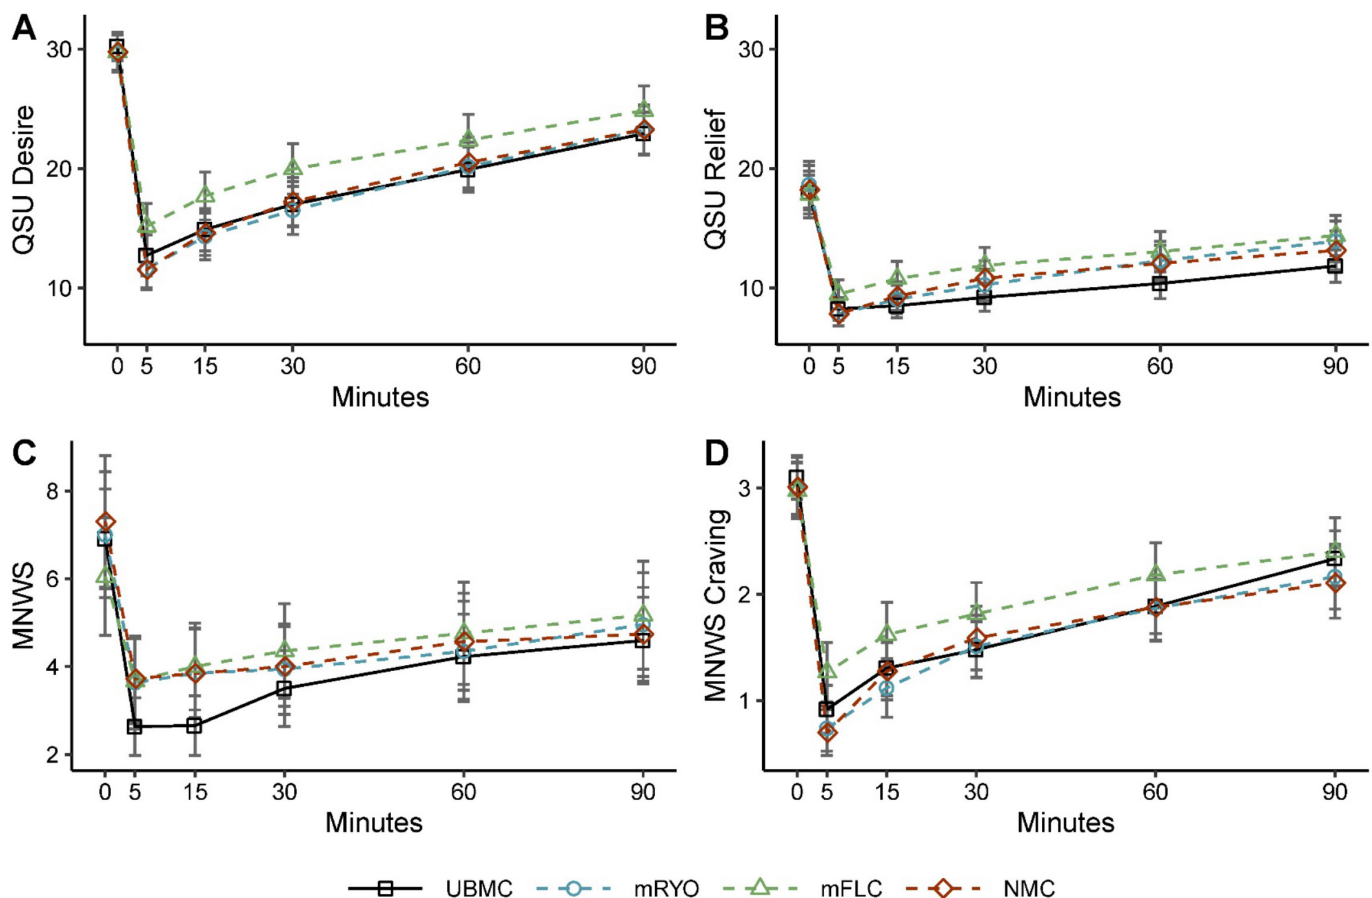 A
QSU Desire
30
20
10
0 5 15 30 60 90
Minutes
B
QSU Relief
30
20
10
0 5 15 30 60 90
Minutes
C
MNWS
8
6
4
2
0 5 15 30 60 90
Minutes
D
MNWS Craving
3
2
1
0 5 15 30 60 90
Minutes
UBMC mRYO mFLC NMC